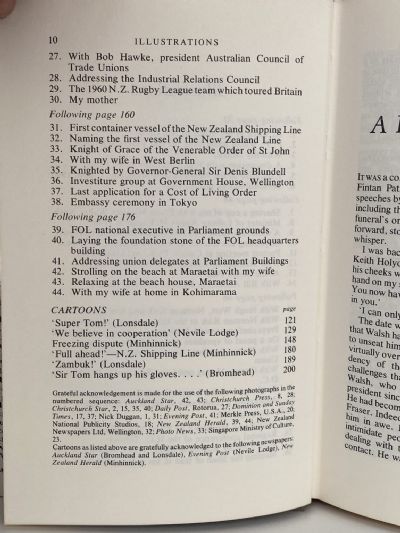 10 ILLUSTRATIONS
27. With Bob Hawke, president Australian Council of
Trade Unions
28. Addressing the Industrial Relations Council
29. The 1960 N.Z. Rugby League team which toured Britain
30. My mother
Following page 160
31. First container vessel of the New Zealand Shipping Line
32. Naming the first vessel of the New Zealand Line
33. Knight of Grace of the Venerable Order of St John
34. With my wife in West Berlin
35. Knighted by Governor-General Sir Denis Blundell
36. Investiture group at Government House, Wellington
37. Last application for a Cost of Living Order
38. Embassy ceremony in Tokyo
Following page 176
39. FOL national executive in Parliament grounds
40. Laying the foundation stone of the FOL headquarters
building
41. Addressing union delegates at Parliament Buildings
42. Strolling on the beach at Maraetai with my wife
43. Relaxing at the beach house, Maraetai
44. With my wife at home in Kohimarama
CARTOONS page
'Super Tom!' (Lonsdale) 121
'We believe in cooperation' (Nevile Lodge) 129
Freezing dispute (Minhinnick) 148
'Full ahead!'—N.Z. Shipping Line (Minhinnick) 180
'Zambuk!' (Lonsdale) 189
'Sir Tom hangs up his gloves. . . .' (Bromhead) 200
Grateful acknowledgement is made for the use of the following photographs in the
numbered sequence: Auckland Star, 42, 43; Christchurch Press, 8, 28;
Christchurch Star, 2, 15, 35, 40; Daily Post, Rotorua, 27; Dominion and Sunday
Times, 17, 37; Nick Duggan, 1, 31; Evening Post, 41; Merkle Press, U.S.A., 20;
National Publicity Studios, 18; New Zealand Herald, 39, 44; New Zealand
Newspapers Ltd, Wellington, 32; Photo News, 33; Singapore Ministry of Culture,
23.
Cartoons as listed above are gratefully acknowledged to the following newspapers:
Auckland Star (Bromhead and Lonsdale), Evening Post (Nevile Lodge), New
Zealand Herald (Minhinnick).
A
IT WAS A co
Fintan Pat
speeches by
including th
funeral's or
forward, sto
whisper.
I was bac
Keith Holyo
his cheeks w
hand on my s
You now hav
in you.'
'I can only
The date w
that Walsh ha
to unseat him
virtually over
dency of the
challenges tha
Walsh, who
president since
He had become
Fraser. Indeed
him in awe. I
intimidate peo
dealing with t
contact. He wa